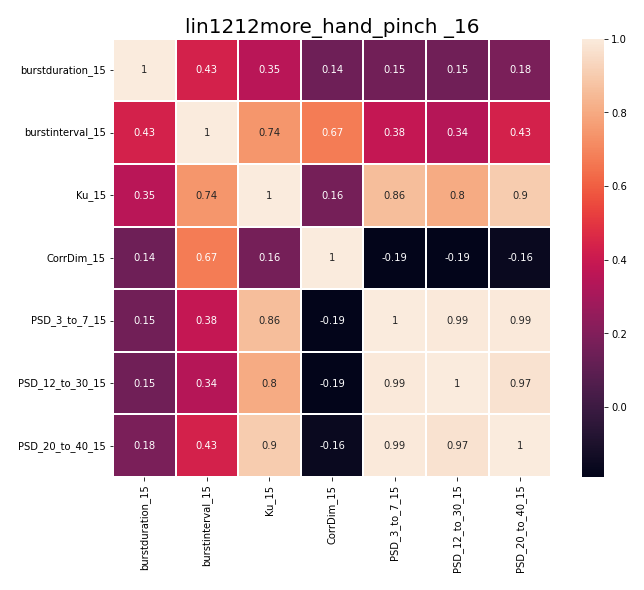 lin1212more_hand_pinch _16
burstduration_15 1 0.43 0.35 0.14 0.15 0.15 0.18
burstinterval_15 0.43 1 0.74 0.67 0.38 0.34 0.43
Ku_15 0.35 0.74 1 0.16 0.86 0.8 0.9
CorrDim_15 0.14 0.67 0.16 1 -0.19 -0.19 -0.16
PSD_3_to_7_15 0.15 0.38 0.86 -0.19 1 0.99 0.99
PSD_12_to_30_15 0.15 0.34 0.8 -0.19 0.99 1 0.97
PSD_20_to_40_15 0.18 0.43 0.9 -0.16 0.99 0.97 1
burstduration_15
burstinterval_15
Ku_15
CorrDim_15
PSD_3_to_7_15
PSD_12_to_30_15
PSD_20_to_40_15
1.0
0.8
0.6
0.4
0.2
0.0